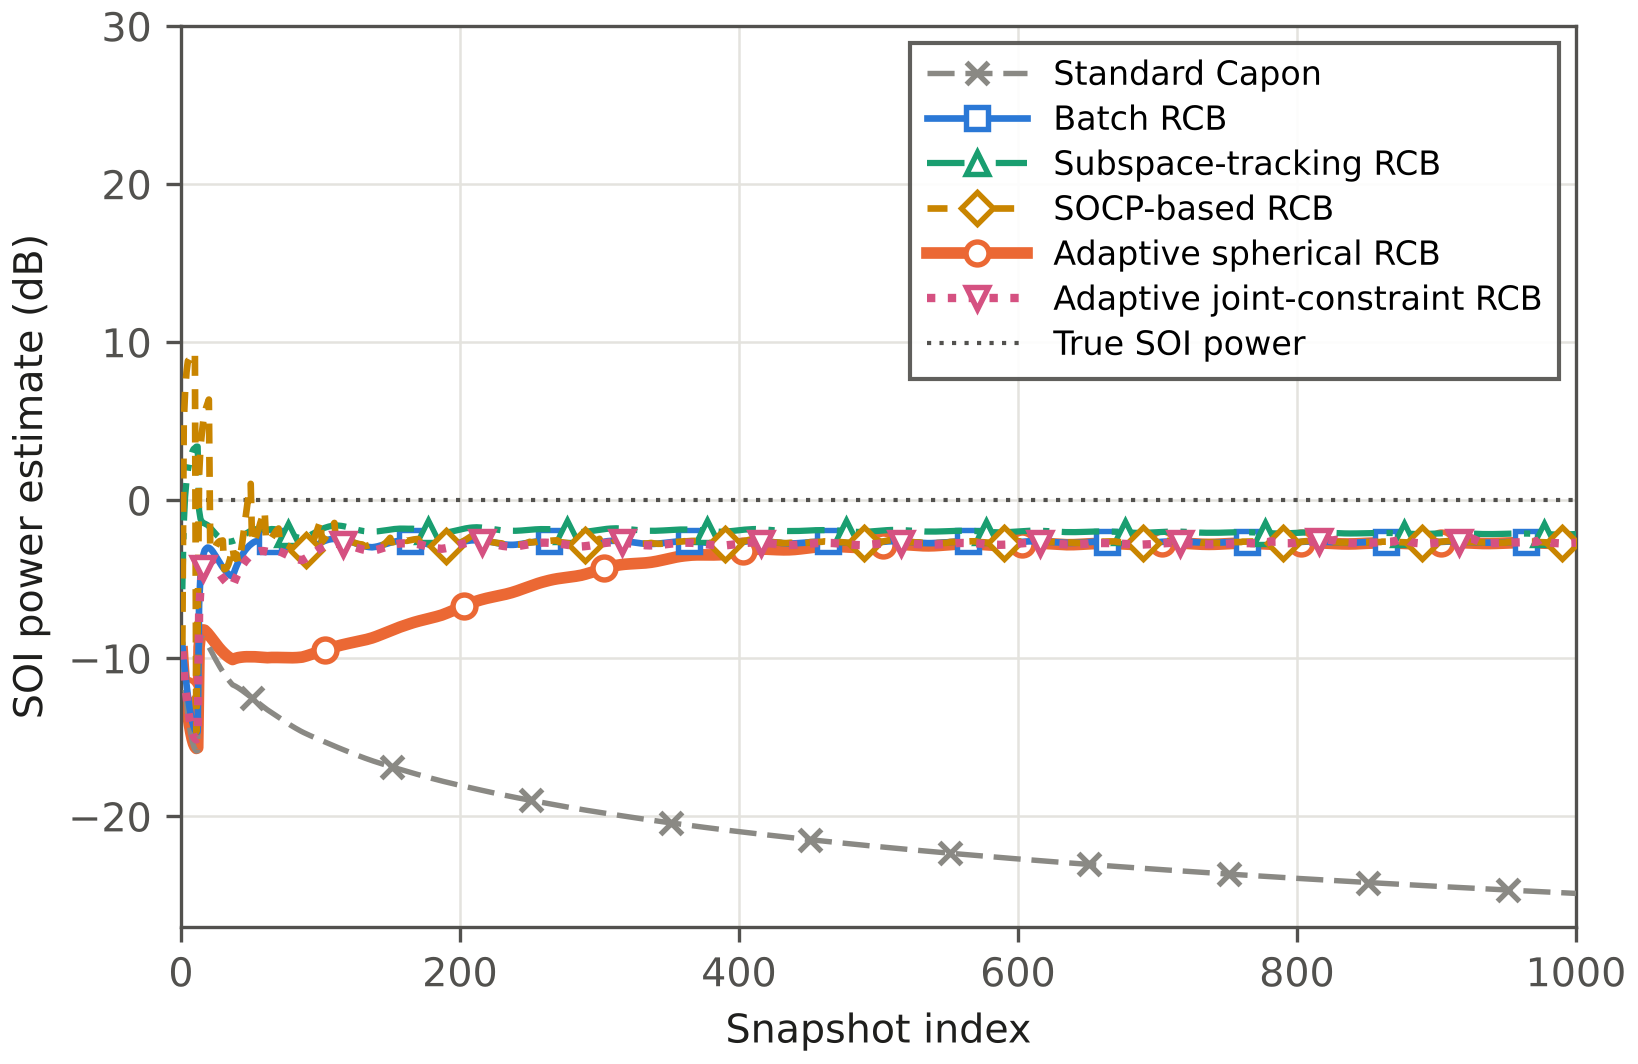 SOI power estimate (dB)
30
20
10
0
−10
−20
Standard Capon
Batch RCB
Subspace-tracking RCB
SOCP-based RCB
Adaptive spherical RCB
Adaptive joint-constraint RCB
True SOI power
0 200 400 600 800 1000
Snapshot index